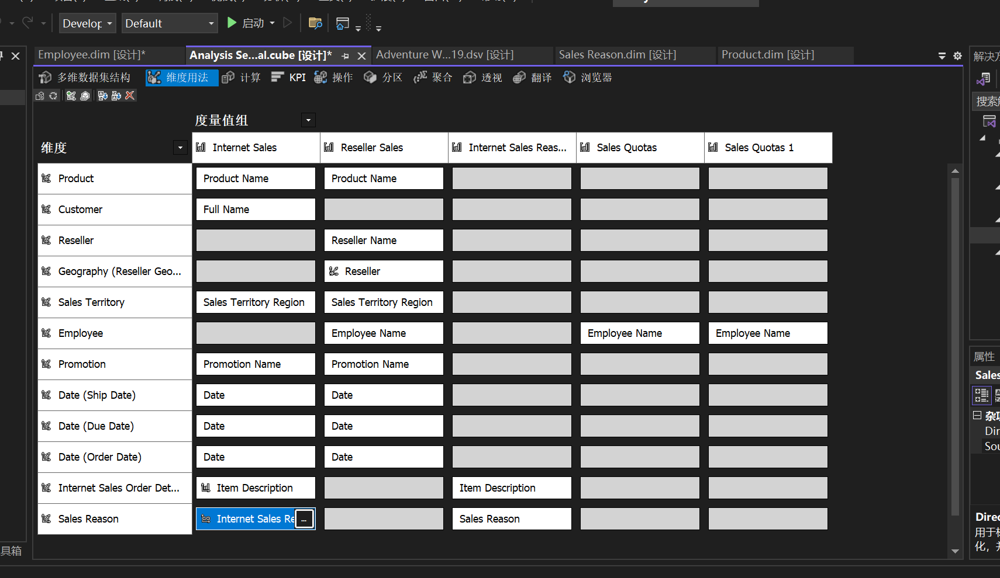 Develop
Default
启动
Employee.dim [设计]*
Analysis Se...al.cube [设计]*
Adventure W...19.dsv [设计]
Sales Reason.dim [设计]
Product.dim [设计]
多维数据集结构
维度用法
计算
KPI
操作
分区
聚合
透视
翻译
浏览器
度量值组
维度
Internet Sales
Reseller Sales
Internet Sales Reas...
Sales Quotas
Sales Quotas 1
Product
Product Name
Product Name
Customer
Full Name
Reseller
Reseller Name
Geography (Reseller Geo...
Reseller
Sales Territory
Sales Territory Region
Sales Territory Region
Employee
Employee Name
Employee Name
Employee Name
Promotion
Promotion Name
Promotion Name
Date (Ship Date)
Date
Date
Date (Due Date)
Date
Date
Date (Order Date)
Date
Date
Internet Sales Order Det...
Item Description
Item Description
Sales Reason
Internet Sales Re
...
Sales Reason
具箱
解决方
搜索
属性
Sales
杂项
Dir
Sou
Direc
用于
化，并